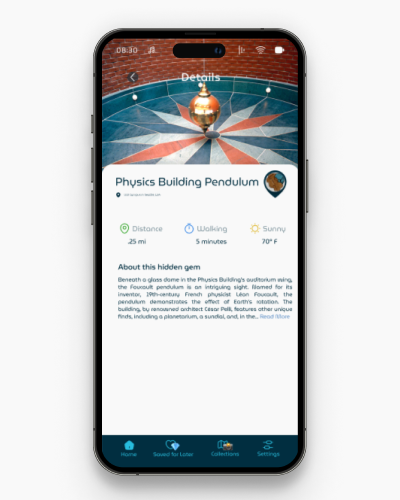 08:30
Details
Physics Building Pendulum
Distance
Walking
Sunny
.25 mi
5 minutes
70° F
About this hidden gem
Beneath a glass dome in the Physics Building's auditorium wing,
the Foucault pendulum is an intriguing sight. Named for its
inventor, 19th-century French physicist Léon Foucault, the
pendulum demonstrates the effect of Earth's rotation. The
building, by renowned architect César Pelli, features other unique
finds, including a planetarium, a sundial, and, in the... Read More
Home
Saved for Later
Collections
Settings